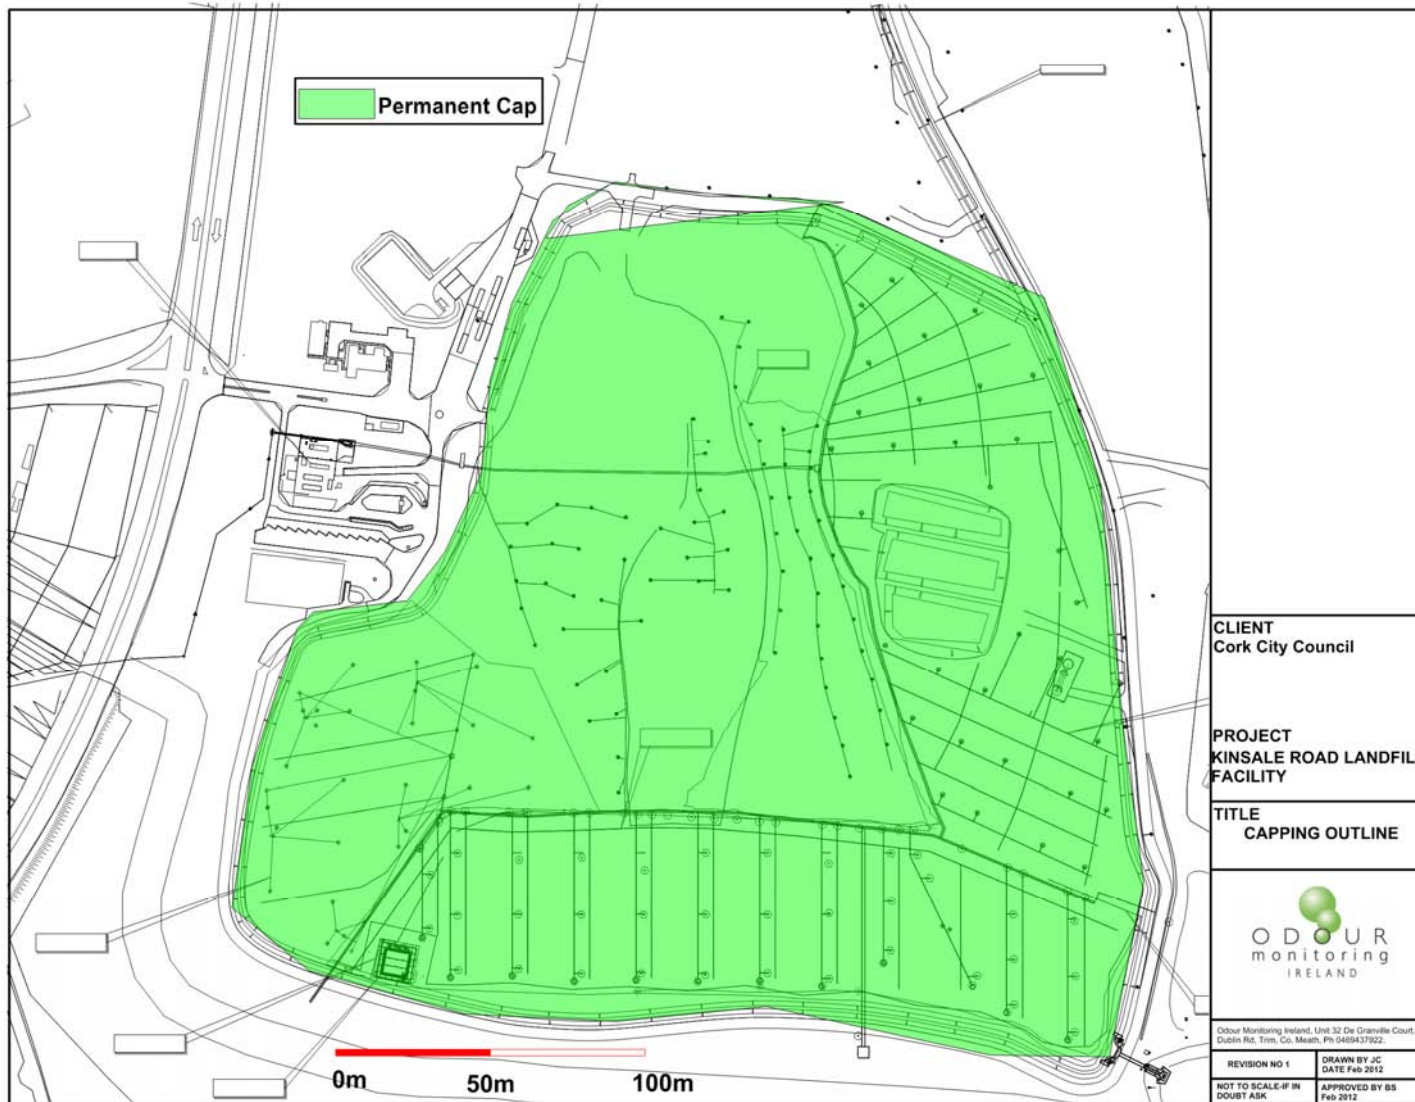 Permanent Cap
0m
50m
100m
CLIENT
Cork City Council
PROJECT
KINSALE ROAD LANDFIL
FACILITY
TITLE
CAPPING OUTLINE
ODOUR
monitoring
IRELAND
Odour Monitoring Ireland, Unit 32 De Granville Court,
Dublin Rd, Trim, Co. Meath, Ph 0469437922.
REVISION NO 1
DRAWN BY JC
DATE Feb 2012
NOT TO SCALE-IF IN
DOUBT ASK
APPROVED BY BS
Feb 2012